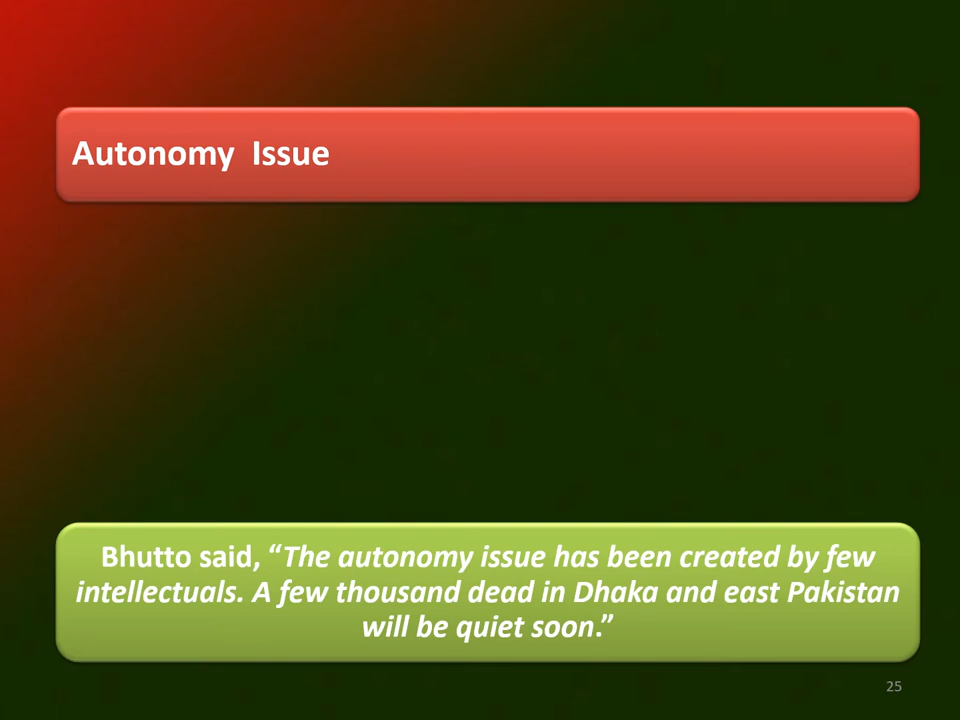 Autonomy  Issue
Bhutto said, “The autonomy issue has been created by few
intellectuals. A few thousand dead in Dhaka and east Pakistan
will be quiet soon.”
25